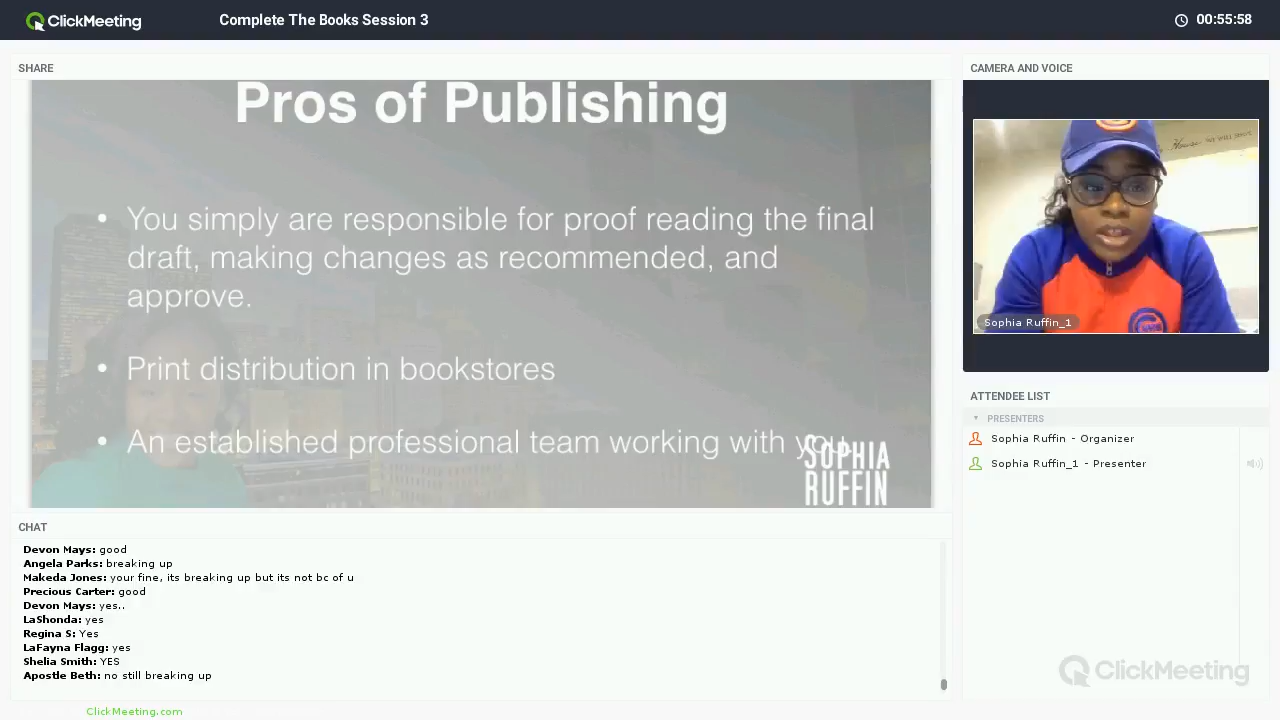 ClickMeeting
Complete The Books Session 3
00:55:58
SHARE
Pros of Publishing
• You simply are responsible for proof reading the final
draft, making changes as recommended, and
approve.
• Print distribution in bookstores
• An established professional team working with you.
SOPHIA
RUFFIN
CAMERA AND VOICE
Sophia Ruffin_1
ATTENDEE LIST
PRESENTERS
Sophia Ruffin - Organizer
Sophia Ruffin_1 - Presenter
CHAT
Devon Mays: good
Angela Parks: breaking up
Makeda Jones: your fine, its breaking up but its not bc of u
Precious Carter: good
Devon Mays: yes..
LaShonda: yes
Regina S: Yes
LaFayna Flagg: yes
Shelia Smith: YES
Apostle Beth: no still breaking up
ClickMeeting
ClickMeeting.com